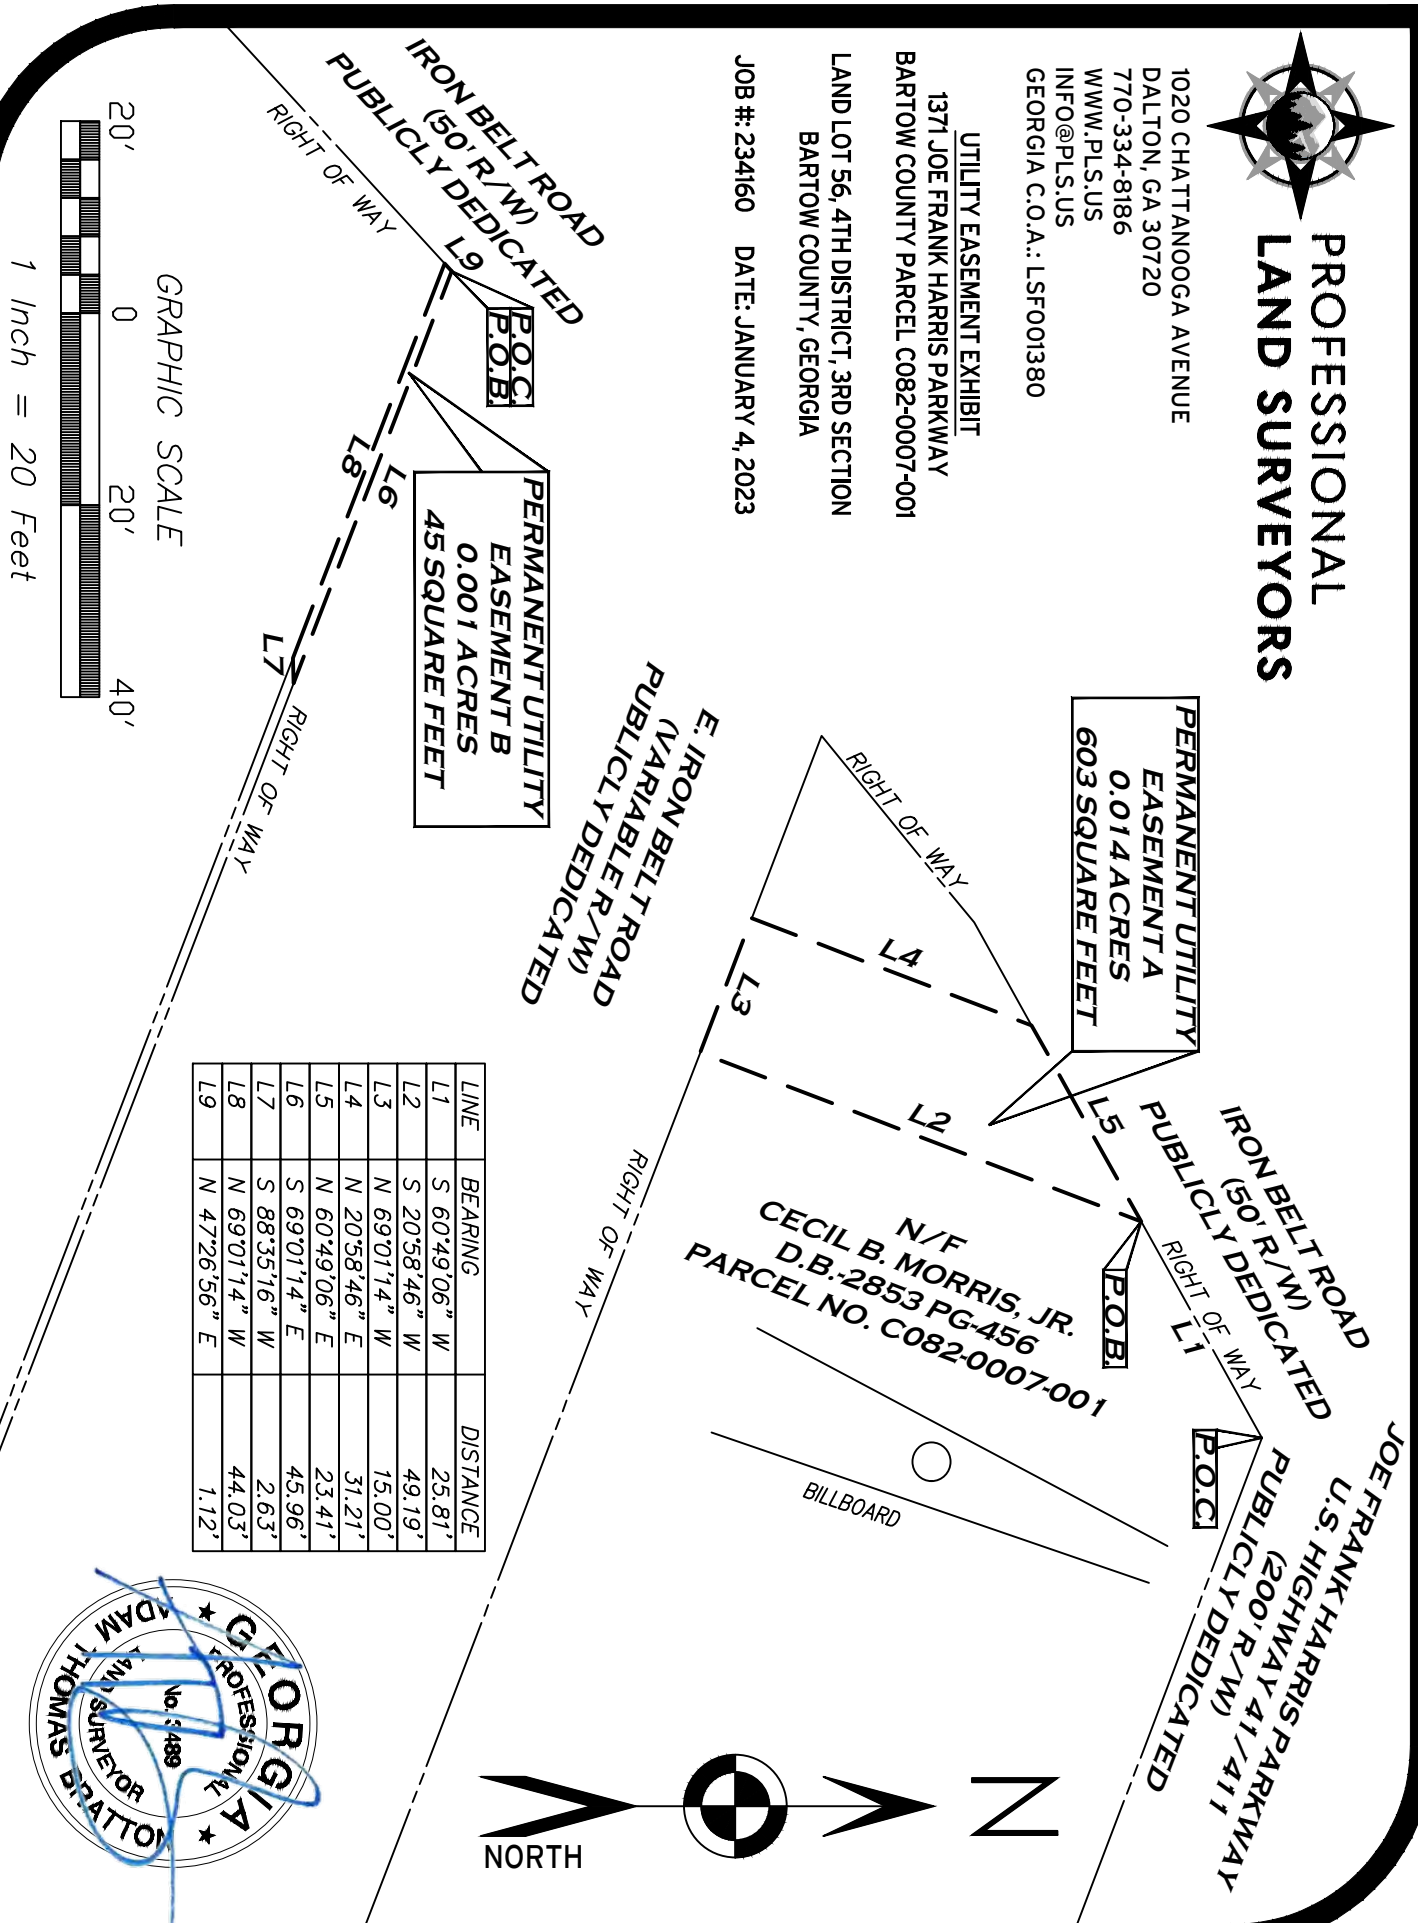 PROFESSIONAL
LAND SURVEYORS
1020 CHATTANOOGA AVENUE
DALTON, GA 30720
770-334-8186
WWW.PLS.US
INFO@PLS.US
GEORGIA C.O.A.: LSF001380
UTILITY EASEMENT EXHIBIT
1371 JOE FRANK HARRIS PARKWAY
BARTOW COUNTY PARCEL C082-0007-001
LAND LOT 56, 4TH DISTRICT, 3RD SECTION
BARTOW COUNTY, GEORGIA
JOB #: 234160 DATE: JANUARY 4, 2023
IRON BELT ROAD
(50' R/W)
PUBLICLY DEDICATED
RIGHT OF WAY
L9
P.O.C.
P.O.B.
PERMANENT UTILITY
EASEMENT B
0.001 ACRES
45 SQUARE FEET
L6
L8
L7
RIGHT OF WAY
GRAPHIC SCALE
20' 0 20' 40'
1 Inch = 20 Feet
E. IRON BELT ROAD
(VARIABLE R/W)
PUBLICLY DEDICATED
PERMANENT UTILITY
EASEMENT A
0.014 ACRES
603 SQUARE FEET
RIGHT OF WAY
L4
L3
L2
L5
IRON BELT ROAD
(50' R/W)
PUBLICLY DEDICATED
RIGHT OF WAY
L1
P.O.B.
P.O.C.
JOE FRANK HARRIS PARKWAY
U.S. HIGHWAY 41/411
(200' R/W)
PUBLICLY DEDICATED
N/F
CECIL B. MORRIS, JR.
D.B.-2853 PG-456
PARCEL NO. C082-0007-001
BILLBOARD
RIGHT OF WAY
LINE BEARING DISTANCE
L1 S 60°49'06" W 25.81'
L2 S 20°58'46" W 49.19'
L3 N 69°01'14" W 15.00'
L4 N 20°58'46" E 31.21'
L5 N 60°49'06" E 23.41'
L6 S 69°01'14" E 45.96'
L7 S 88°35'16" W 2.63'
L8 N 69°01'14" W 44.03'
L9 N 47°26'56" E 1.12'
N
NORTH
GEORGIA
PROFESSIONAL
No. 3489
LAND SURVEYOR
ADAM THOMAS BRATTON